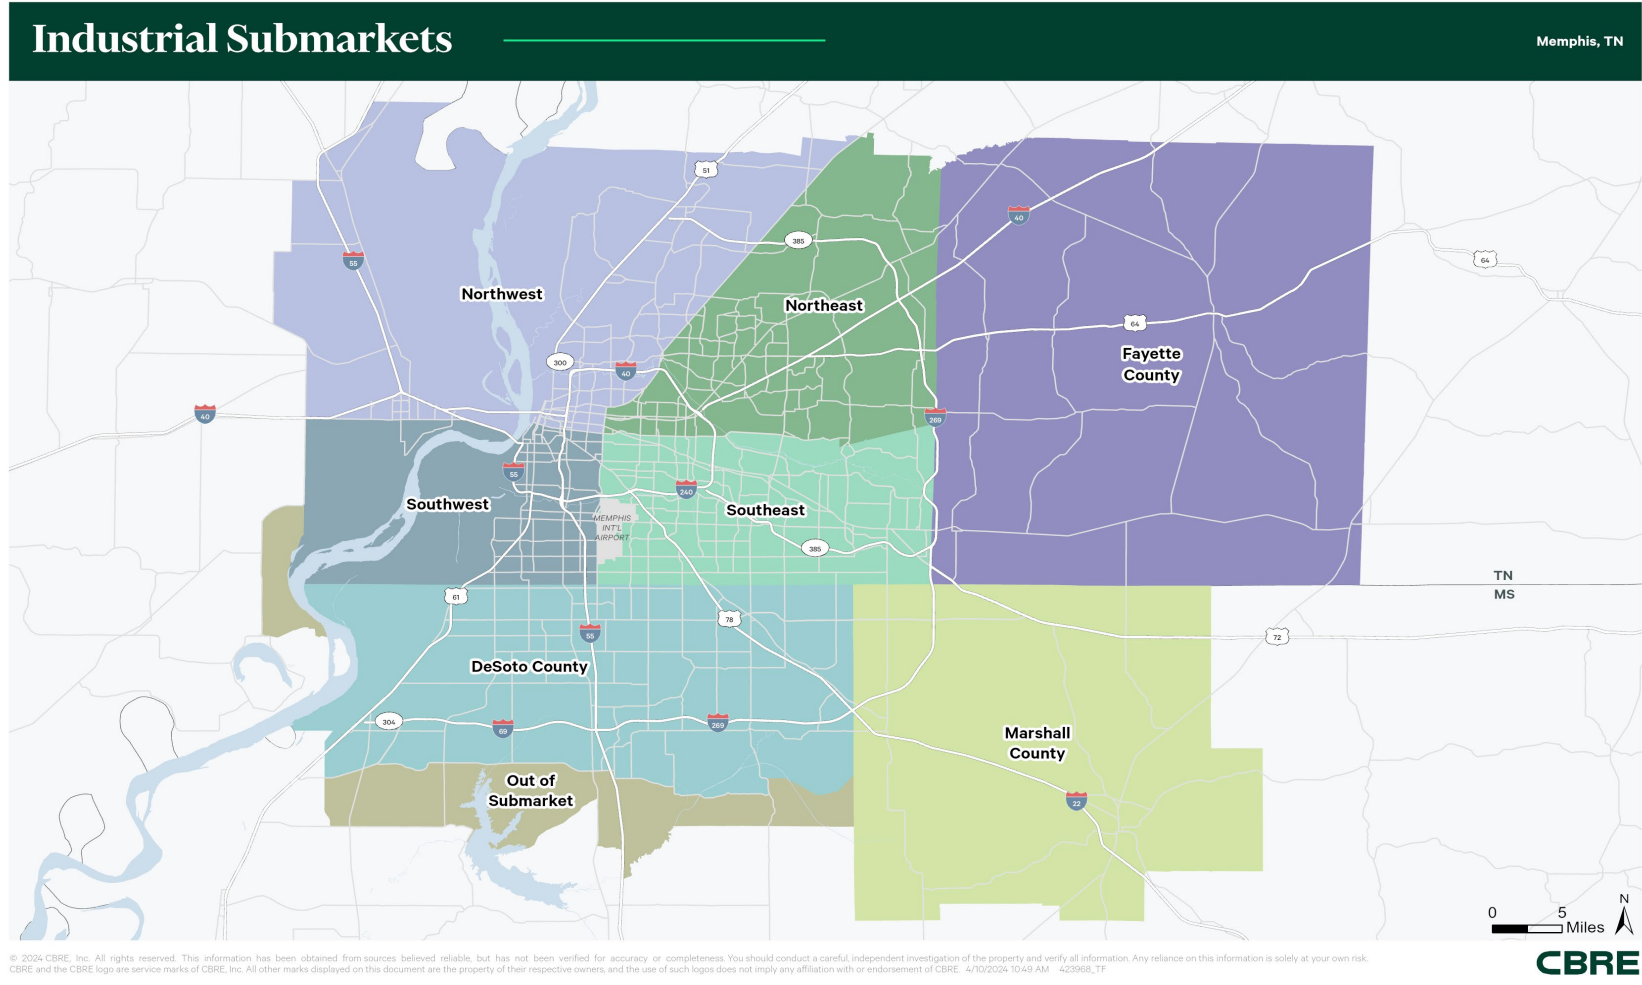 Industrial Submarkets
Memphis, TN
51
40
385
55
64
Northwest
Northeast
64
Fayette
County
300
40
40
269
55
240
Southwest
Southeast
MEMPHIS
INT'L
AIRPORT
385
TN
MS
61
78
55
72
DeSoto County
304
69
269
Marshall
County
Out of
Submarket
22
N
0 5
Miles
© 2024 CBRE, Inc. All rights reserved. This information has been obtained from sources believed reliable, but has not been verified for accuracy or completeness. You should conduct a careful, independent investigation of the property and verify all information. Any reliance on this information is solely at your own risk.
CBRE and the CBRE logo are service marks of CBRE, Inc. All other marks displayed on this document are the property of their respective owners, and the use of such logos does not imply any affiliation with or endorsement of CBRE. 4/10/2024 10:49 AM 423968_TF
CBRE